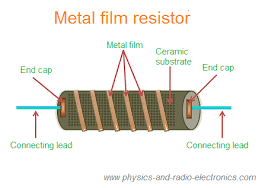 Metal film resistor
Metal film
Ceramic
substrate
End cap
End cap
Connecting lead
Connecting lead
www.physics-and-radio-electronics.com